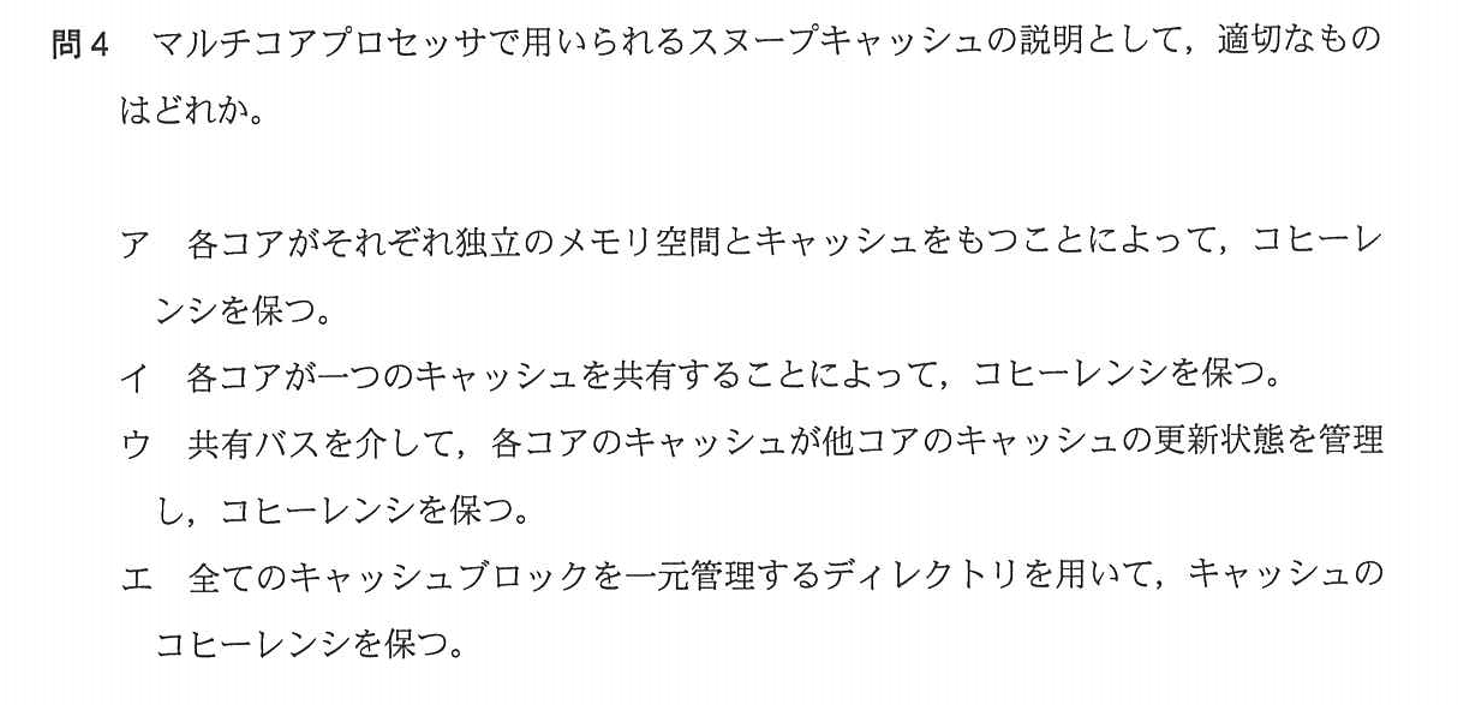 問4　マルチコアプロセッサで用いられるスヌープキャッシュの説明として，適切なもの
はどれか。
ア　各コアがそれぞれ独立のメモリ空間とキャッシュをもつことによって，コヒーレ
ンシを保つ。
イ　各コアが一つのキャッシュを共有することによって，コヒーレンシを保つ。
ウ　共有バスを介して，各コアのキャッシュが他コアのキャッシュの更新状態を管理
し，コヒーレンシを保つ。
エ　全てのキャッシュブロックを一元管理するディレクトリを用いて，キャッシュの
コヒーレンシを保つ。